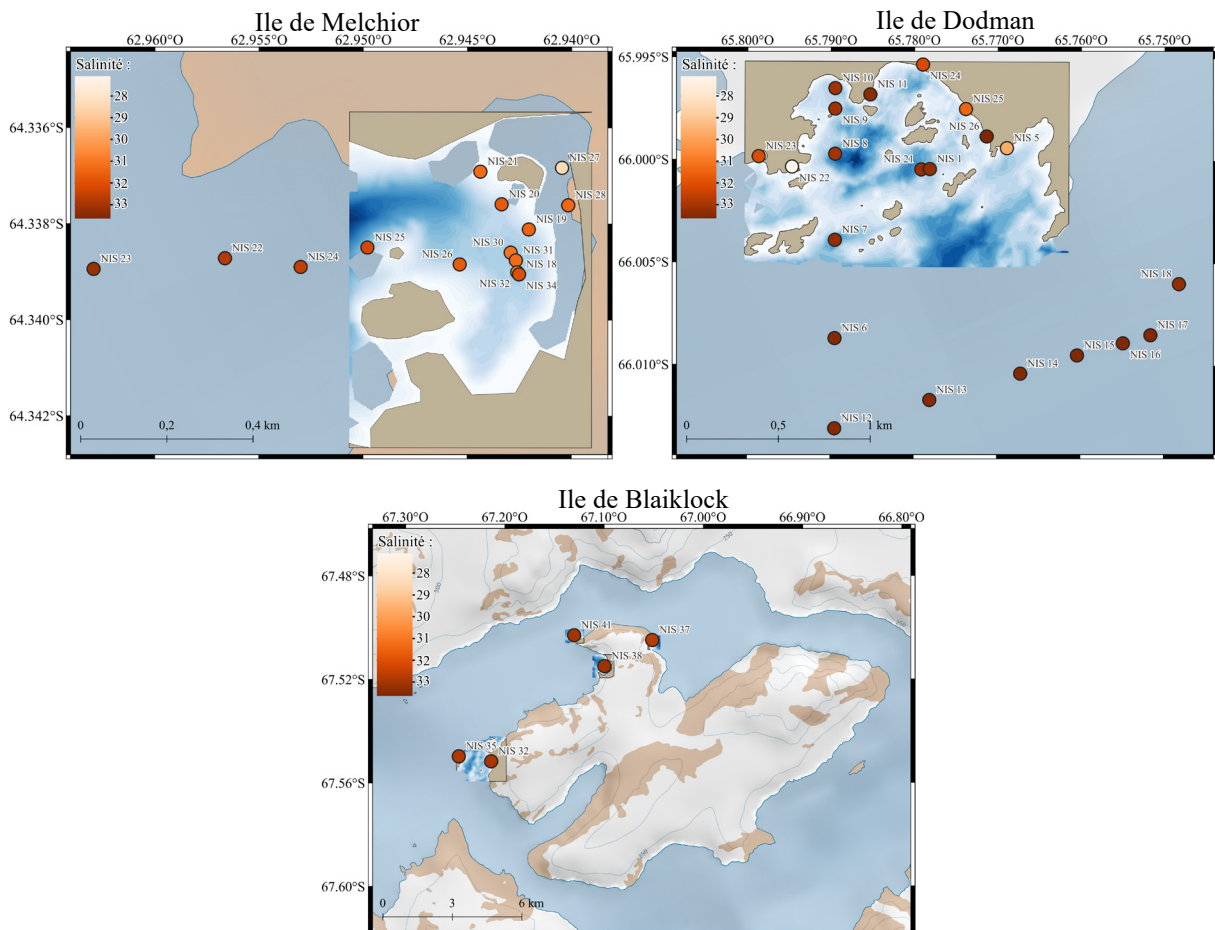 Ile de Melchior
62.960°O 62.955°O 62.950°O 62.945°O 62.940°O
Salinité :
28
29
30
31
32
33
64.336°S
64.338°S
64.340°S
64.342°S
NIS 21
NIS 27
NIS 20
NIS 28
NIS 19
NIS 25
NIS 30
NIS 31
NIS 26
NIS 18
NIS 32
NIS 34
NIS 22
NIS 23
NIS 24
0 0,2 0,4 km
Ile de Dodman
65.800°O 65.790°O 65.780°O 65.770°O 65.760°O 65.750°O
65.995°S
66.000°S
66.005°S
66.010°S
Salinité :
28
29
30
31
32
33
NIS 10
NIS 11
NIS 24
NIS 25
NIS 9
NIS 26
NIS 5
NIS 23
NIS 8
NIS 21
NIS 1
NIS 22
NIS 7
NIS 18
NIS 6
NIS 17
NIS 15
NIS 16
NIS 14
NIS 13
NIS 12
0 0,5 1 km
Ile de Blaiklock
67.30°O 67.20°O 67.10°O 67.00°O 66.90°O 66.80°O
Salinité :
28
29
30
31
32
33
67.48°S
67.52°S
67.56°S
67.60°S
NIS 41
NIS 37
NIS 38
NIS 35
NIS 32
250
500
250
250
0
0 3 6 km